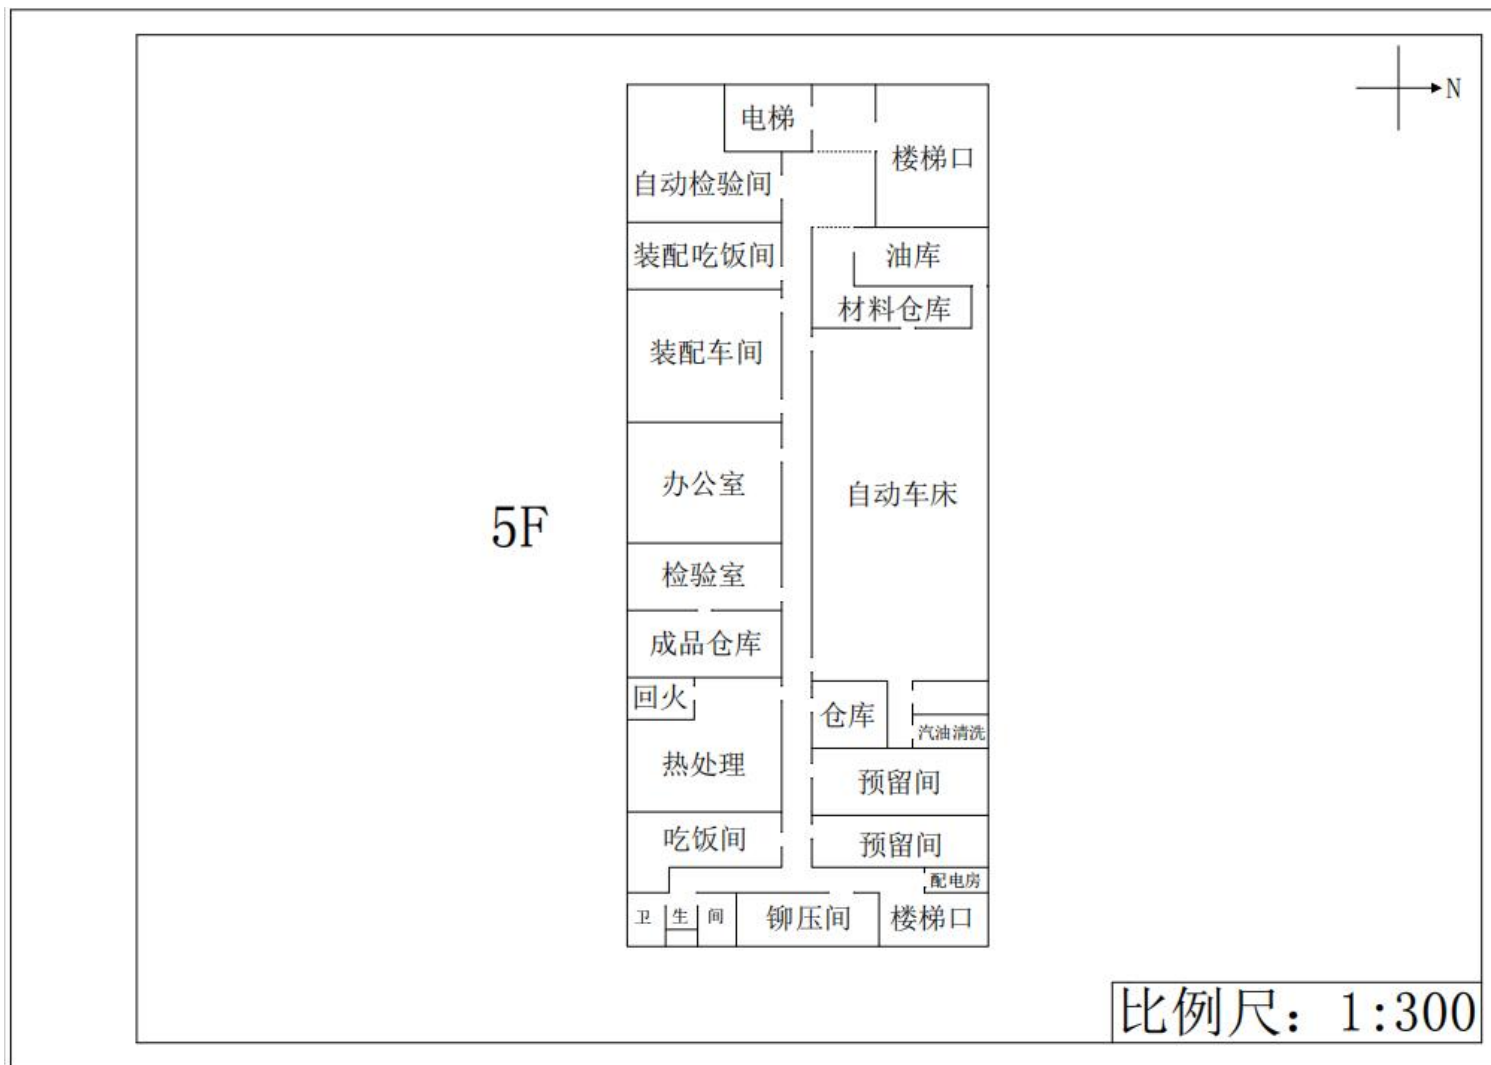 N
电梯
楼梯口
自动检验间
装配吃饭间
油库
材料仓库
装配车间
办公室
自动车床
5F
检验室
成品仓库
回火
仓库
汽油清洗
热处理
预留间
吃饭间
预留间
配电房
卫生间
铆压间
楼梯口
比例尺：1:300